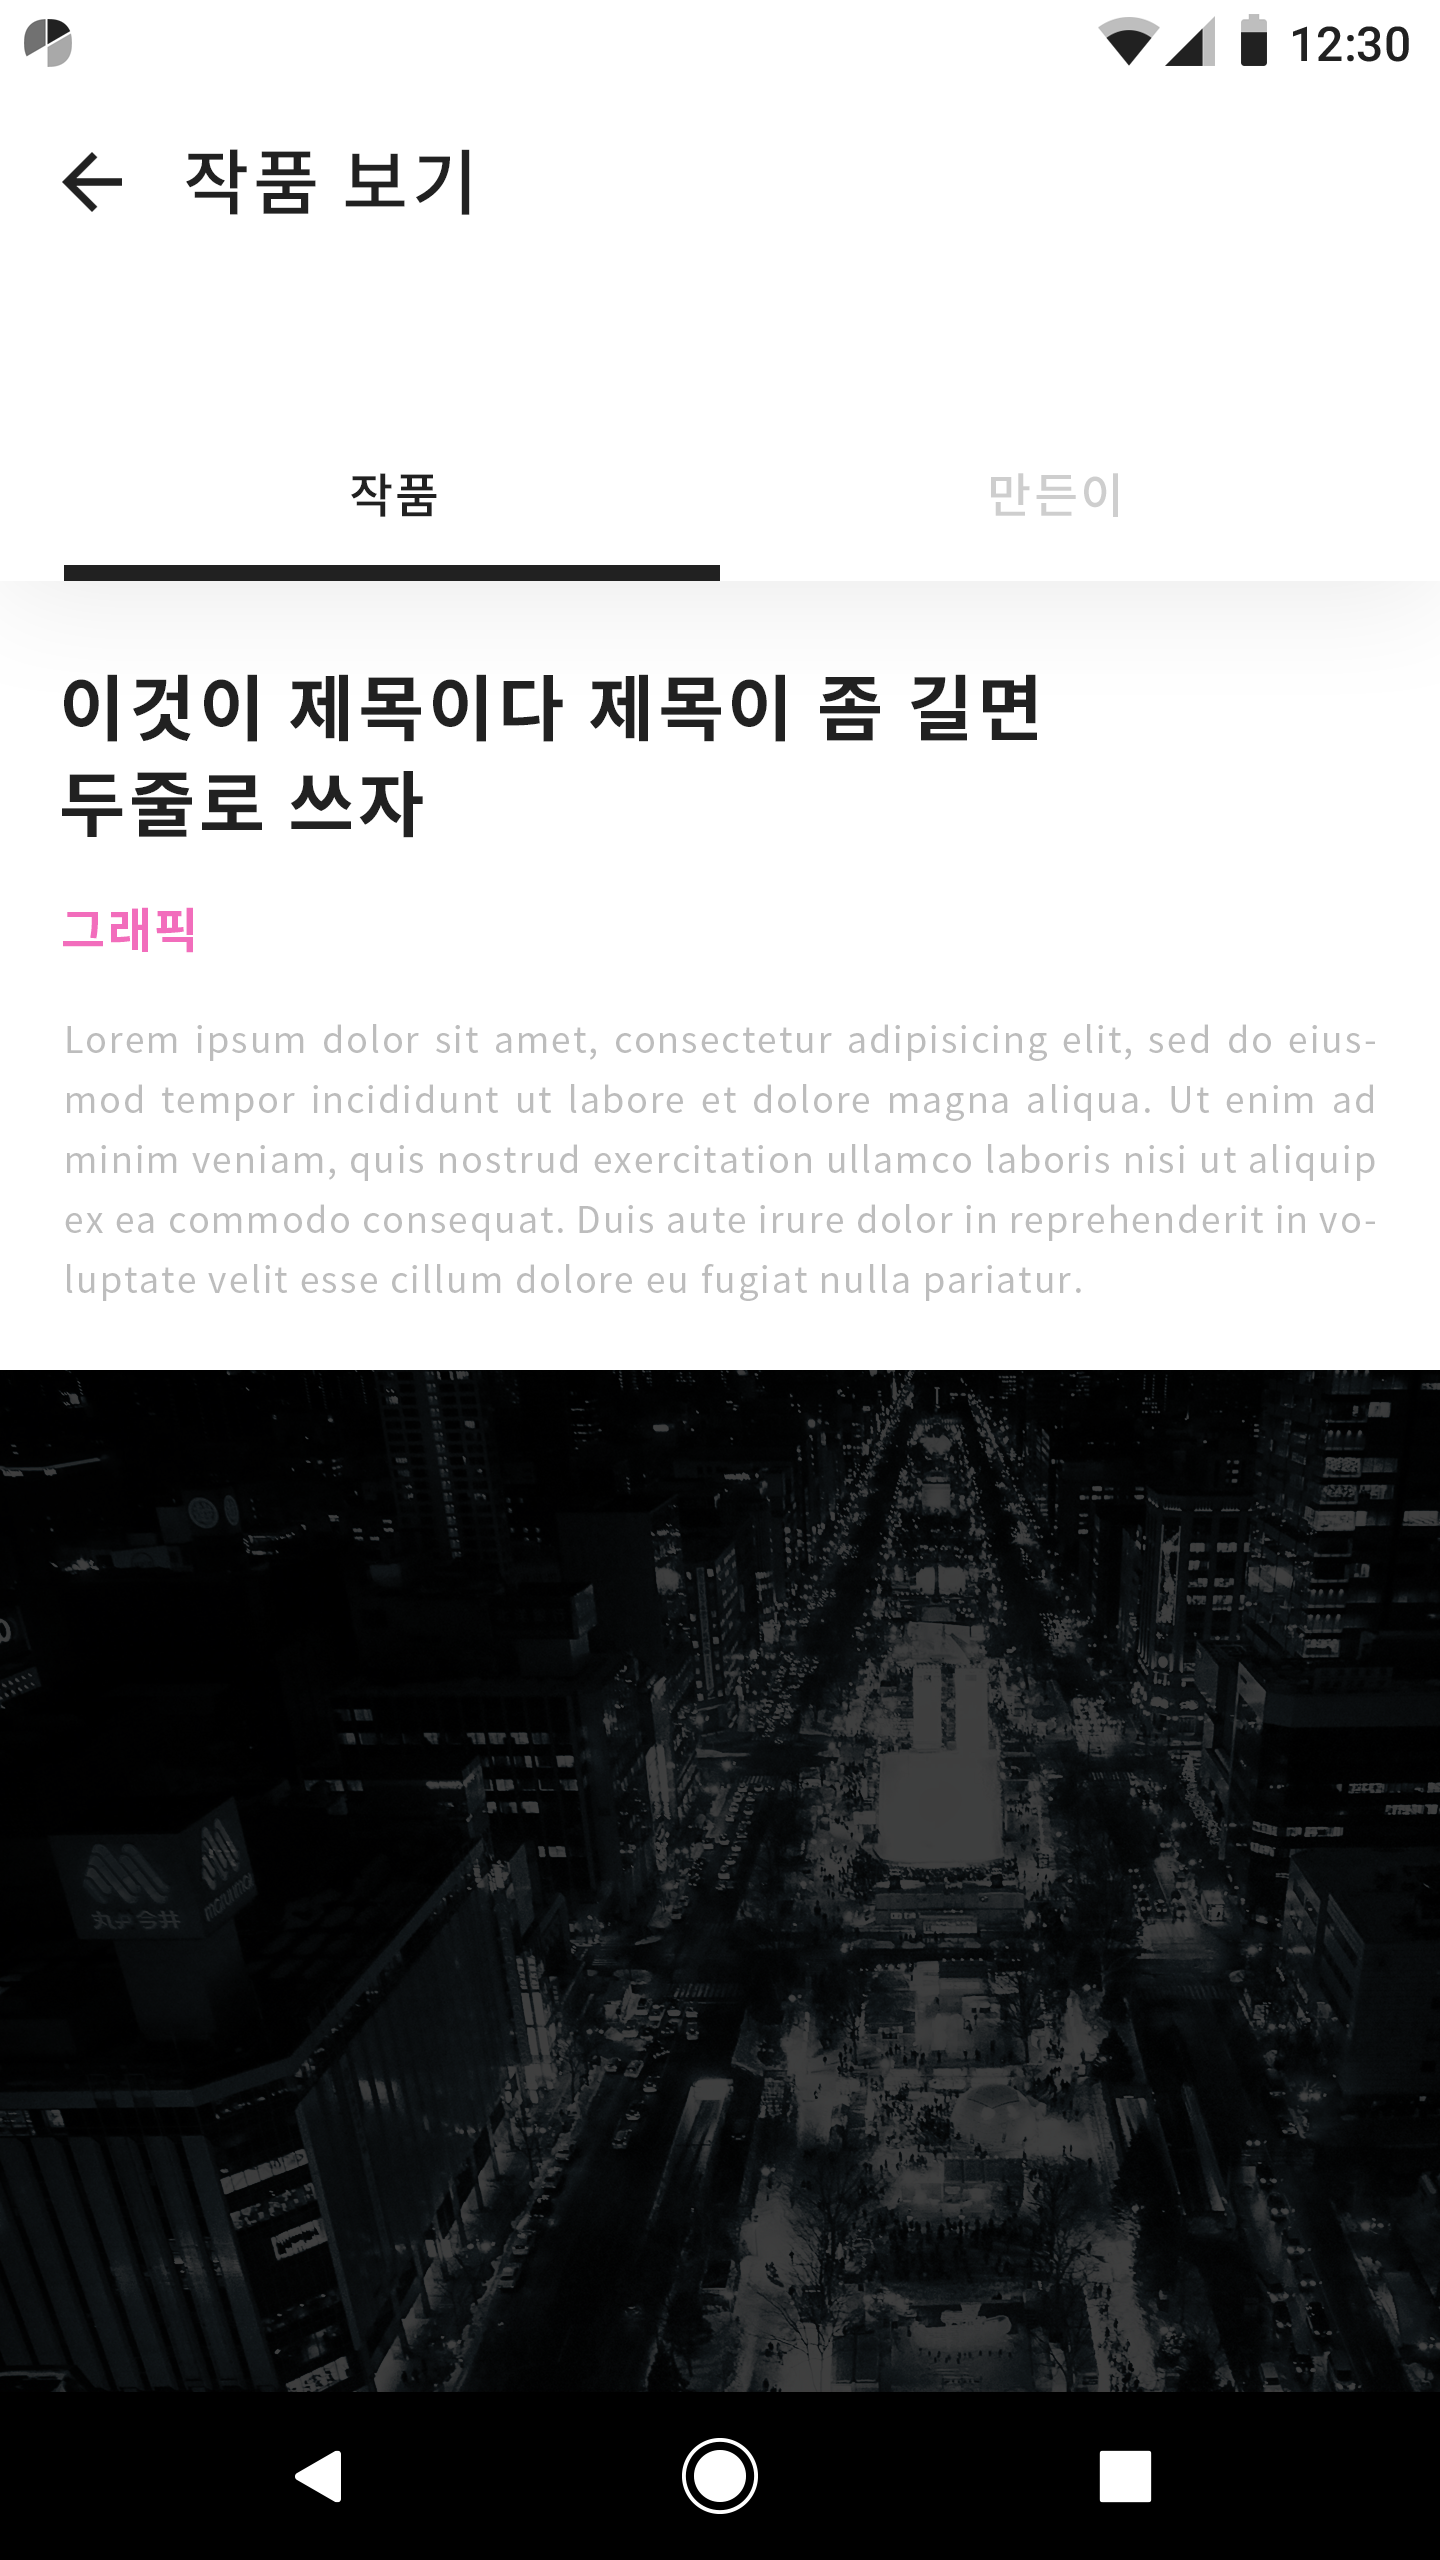 12:30
작품 보기
작품 만든이
이것이 제목이다 제목이 좀 길면
두줄로 쓰자
그래픽
Lorem ipsum dolor sit amet, consectetur adipisicing elit, sed do eius-
mod tempor incididunt ut labore et dolore magna aliqua. Ut enim ad
minim veniam, quis nostrud exercitation ullamco laboris nisi ut aliquip
ex ea commodo consequat. Duis aute irure dolor in reprehenderit in vo-
luptate velit esse cillum dolore eu fugiat nulla pariatur.